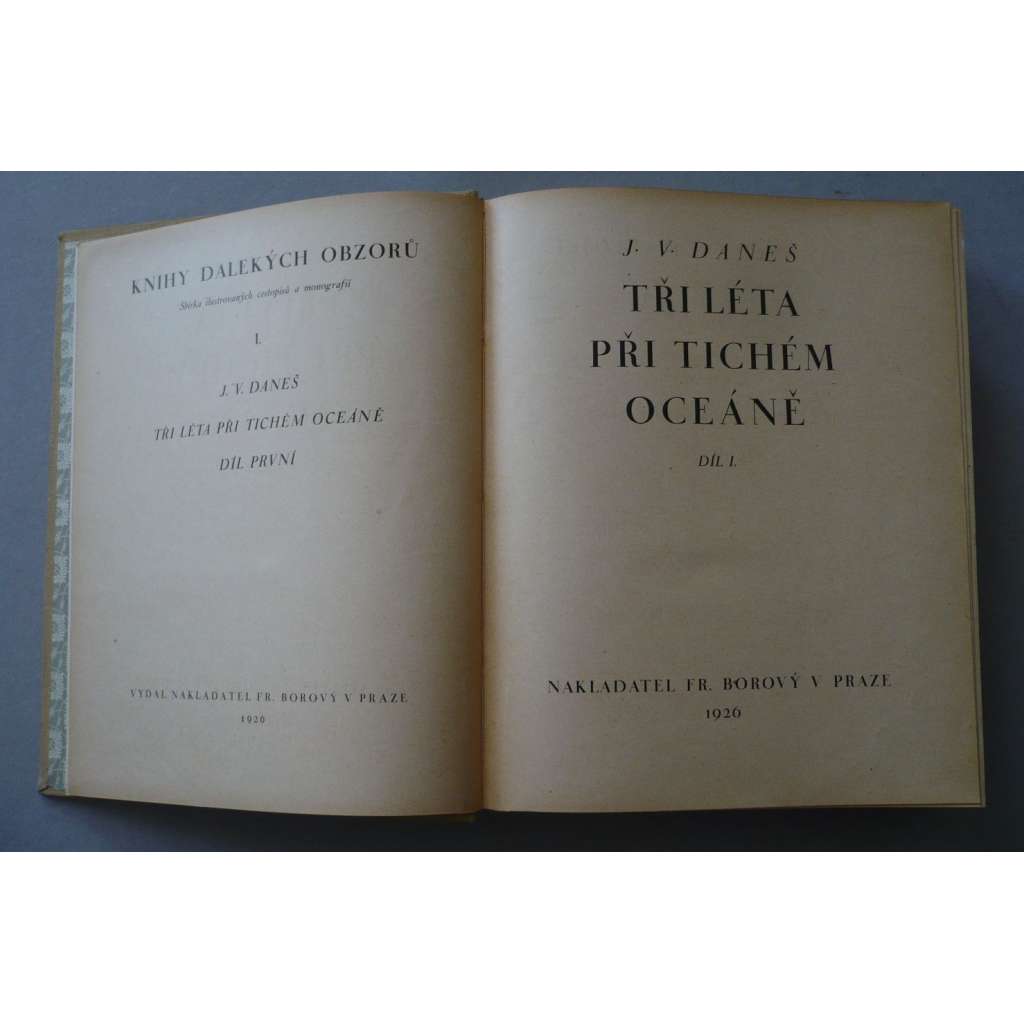 KNIHY DALEKÝCH OBZORŮ
Sbírka ilustrovaných cestopisů a monografií
I.
J. V. DANEŠ
TŘI LÉTA PŘI TICHÉM OCEÁNĚ
DÍL PRVNÍ
VYDAL NAKLADATEL FR. BOROVÝ V PRAZE
1926
J. V. DANEŠ
TŘI LÉTA
PŘI TICHÉM
OCEÁNĚ
DÍL I.
NAKLADATEL FR. BOROVÝ V PRAZE
1926